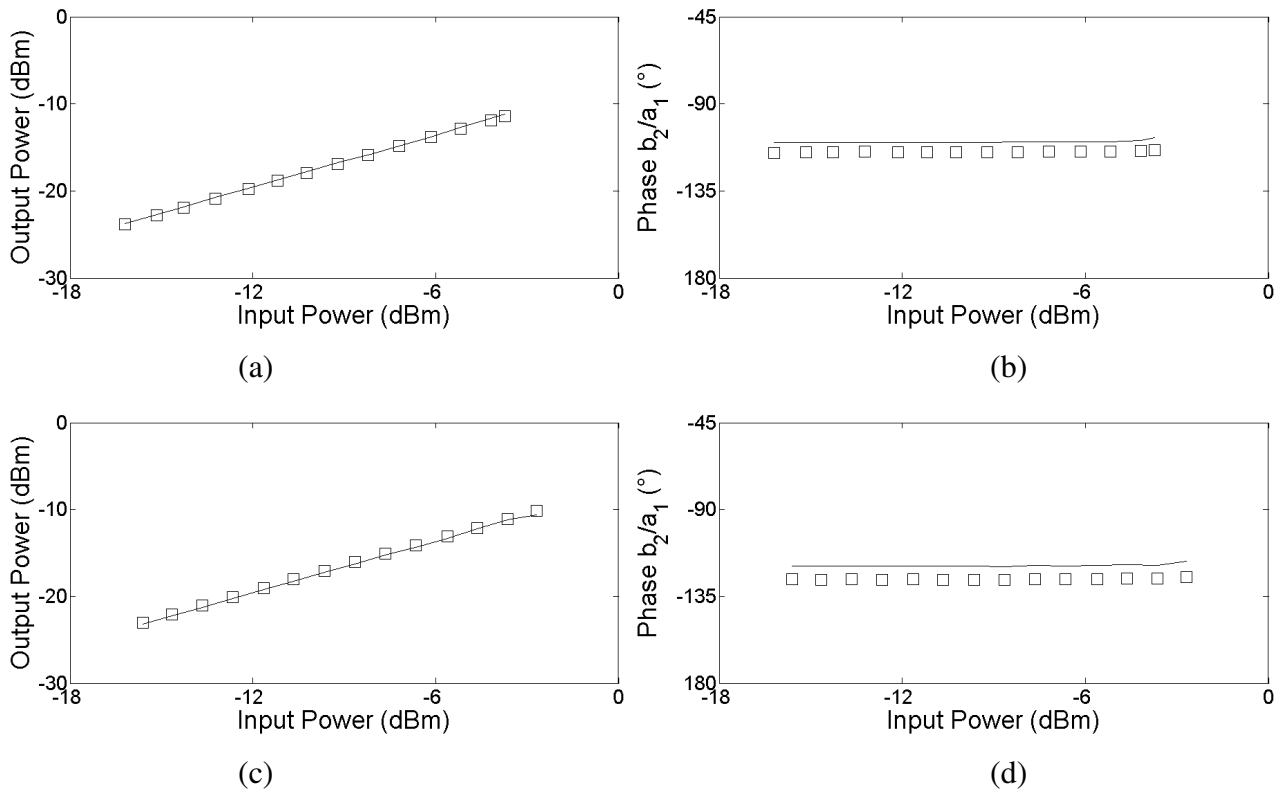 0
-10
-20
-30
-18
-12
-6
0
Output Power (dBm)
Input Power (dBm)
(a)
-45
-90
-135
180
-18
-12
-6
0
Phase b2/a1 (°)
Input Power (dBm)
(b)
0
-10
-20
-30
-18
-12
-6
0
Output Power (dBm)
Input Power (dBm)
(c)
-45
-90
-135
180
-18
-12
-6
0
Phase b2/a1 (°)
Input Power (dBm)
(d)